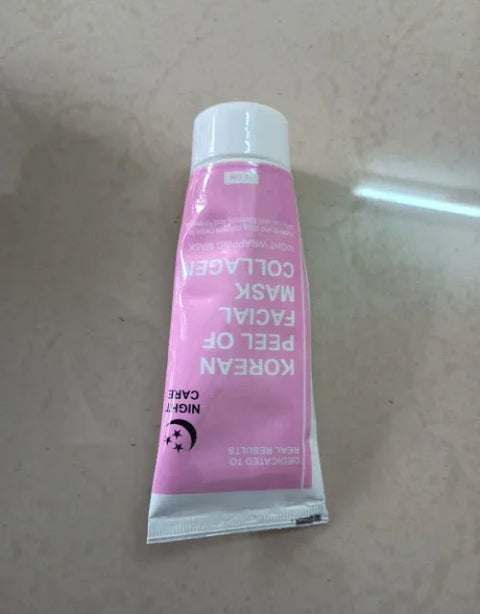 DEDICATED TO
REAL RESULTS
NIGHT
CARE
KOREAN
PEEL OF
FACIAL
MASK
COLLAGEN
NIGHT WRAPPING MASK